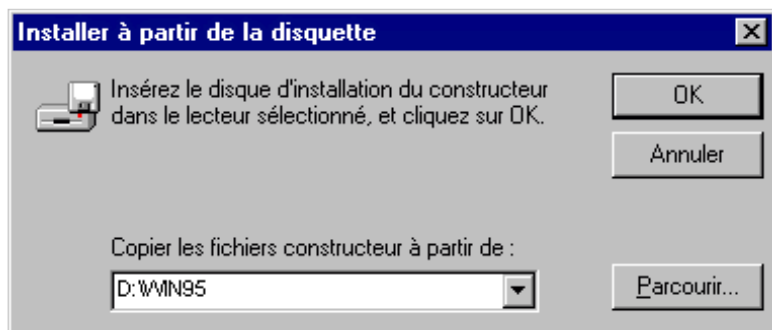 Installer à partir de la disquette
Insérez le disque d'installation du constructeur
dans le lecteur sélectionné, et cliquez sur OK.
OK
Annuler
Copier les fichiers constructeur à partir de :
D:\WIN95
Parcourir...